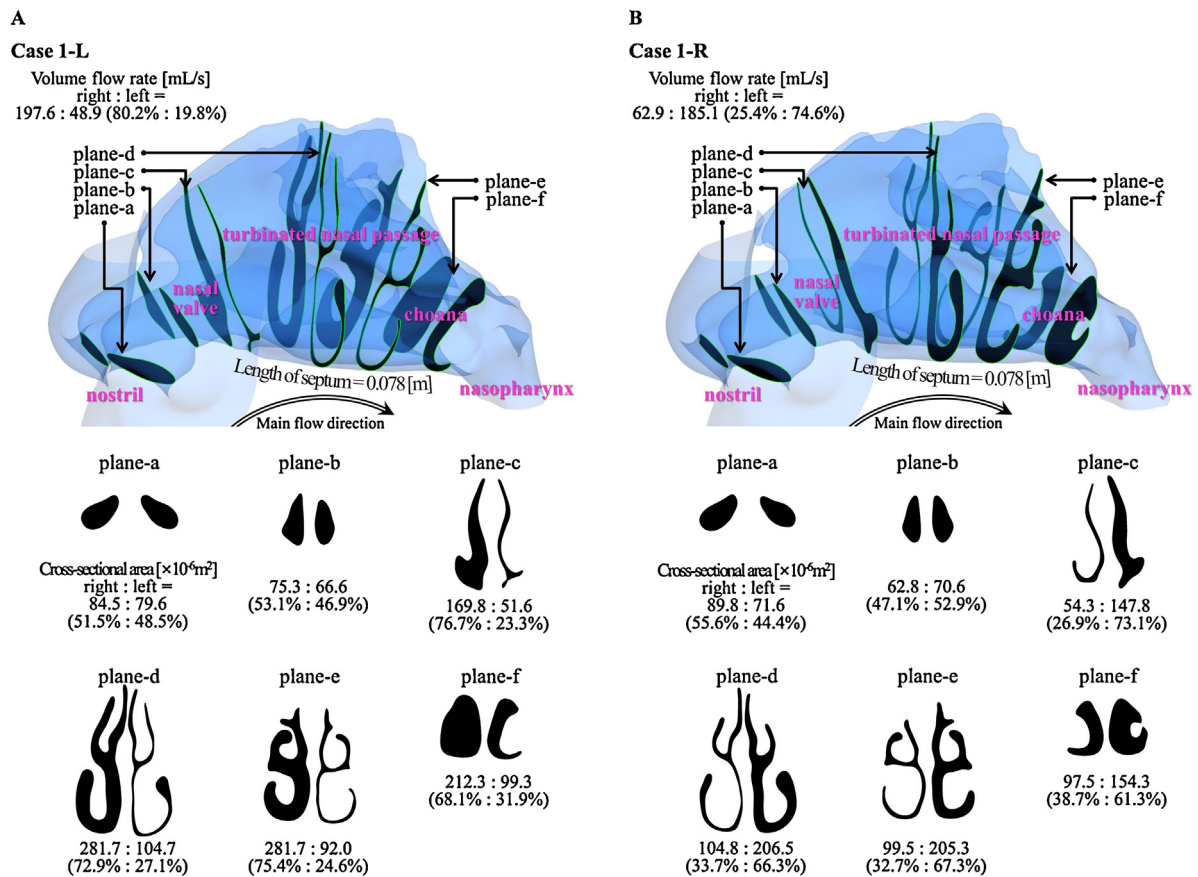 A
Case 1-L
Volume flow rate [mL/s]
right : left =
197.6 : 48.9 (80.2% : 19.8%)
plane-d
plane-c
plane-b
plane-a
plane-e
plane-f
turbinated nasal passage
nasal
valve
choana
nostril
Length of septum = 0.078 [m]
nasopharynx
Main flow direction
plane-a
plane-b
plane-c
Cross-sectional area [×10-6m2]
right : left =
84.5 : 79.6
(51.5% : 48.5%)
75.3 : 66.6
(53.1% : 46.9%)
169.8 : 51.6
(76.7% : 23.3%)
plane-d
plane-e
plane-f
281.7 : 104.7
(72.9% : 27.1%)
281.7 : 92.0
(75.4% : 24.6%)
212.3 : 99.3
(68.1% : 31.9%)
B
Case 1-R
Volume flow rate [mL/s]
right : left =
62.9 : 185.1 (25.4% : 74.6%)
plane-d
plane-c
plane-b
plane-a
plane-e
plane-f
turbinated nasal passage
nasal
valve
choana
nostril
Length of septum = 0.078 [m]
nasopharynx
Main flow direction
plane-a
plane-b
plane-c
Cross-sectional area [×10-6m2]
right : left =
89.8 : 71.6
(55.6% : 44.4%)
62.8 : 70.6
(47.1% : 52.9%)
54.3 : 147.8
(26.9% : 73.1%)
plane-d
plane-e
plane-f
104.8 : 206.5
(33.7% : 66.3%)
99.5 : 205.3
(32.7% : 67.3%)
97.5 : 154.3
(38.7% : 61.3%)